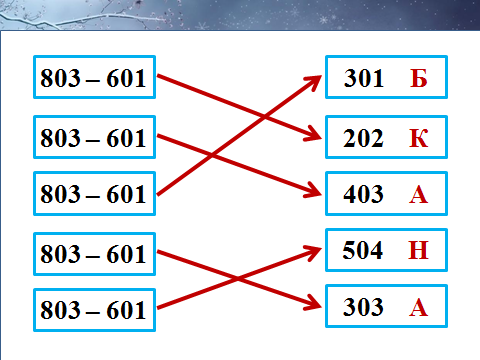 803 – 601 301 Б
803 – 601 202 К
803 – 601 403 А
803 – 601 504 Н
803 – 601 303 А